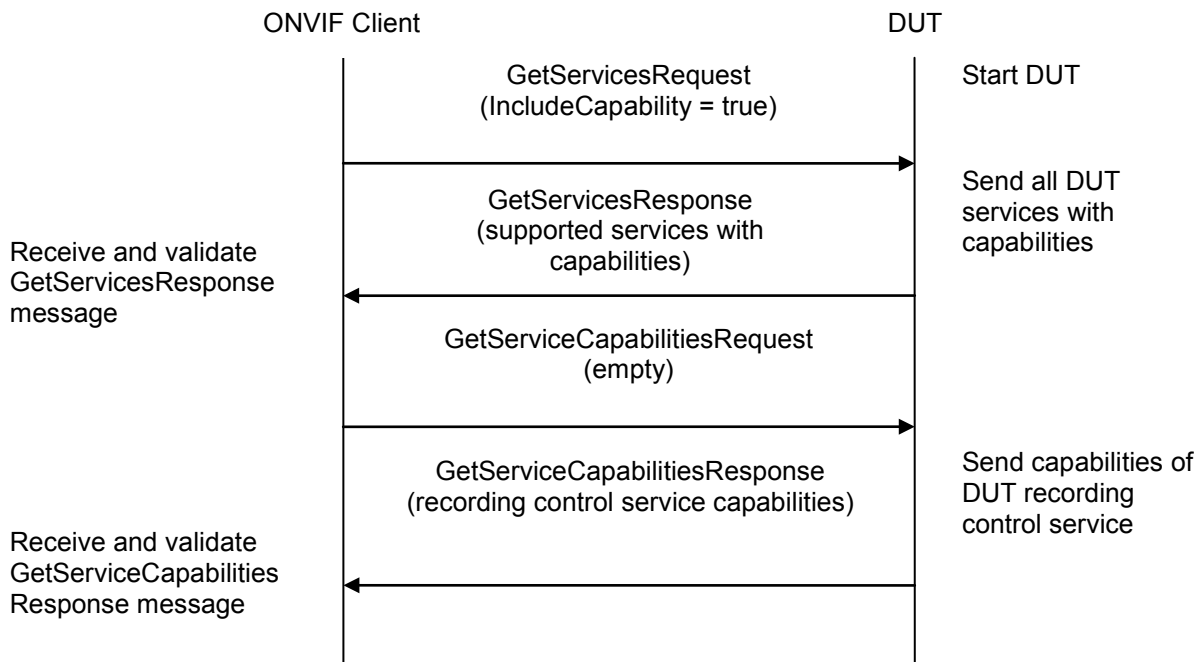 ONVIF Client
DUT
GetServicesRequest
(IncludeCapability = true)
Start DUT
GetServicesResponse
(supported services with
capabilities)
Send all DUT
services with
capabilities
Receive and validate
GetServicesResponse
message
GetServiceCapabilitiesRequest
(empty)
GetServiceCapabilitiesResponse
(recording control service capabilities)
Send capabilities of
DUT recording
control service
Receive and validate
GetServiceCapabilities
Response message